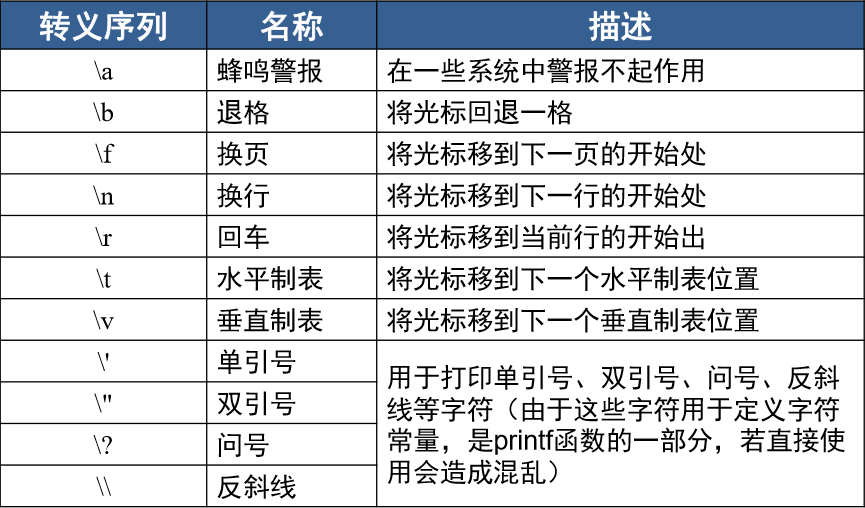 转义序列 名称 描述
\a 蜂鸣警报 在一些系统中警报不起作用
\b 退格 将光标回退一格
\f 换页 将光标移到下一页的开始处
\n 换行 将光标移到下一行的开始处
\r 回车 将光标移到当前行的开始出
\t 水平制表 将光标移到下一个水平制表位置
\v 垂直制表 将光标移到下一个垂直制表位置
\' 单引号
\" 双引号
\? 问号
\\ 反斜线
用于打印单引号、双引号、问号、反斜
线等字符（由于这些字符用于定义字符
常量，是printf函数的一部分，若直接使
用会造成混乱）